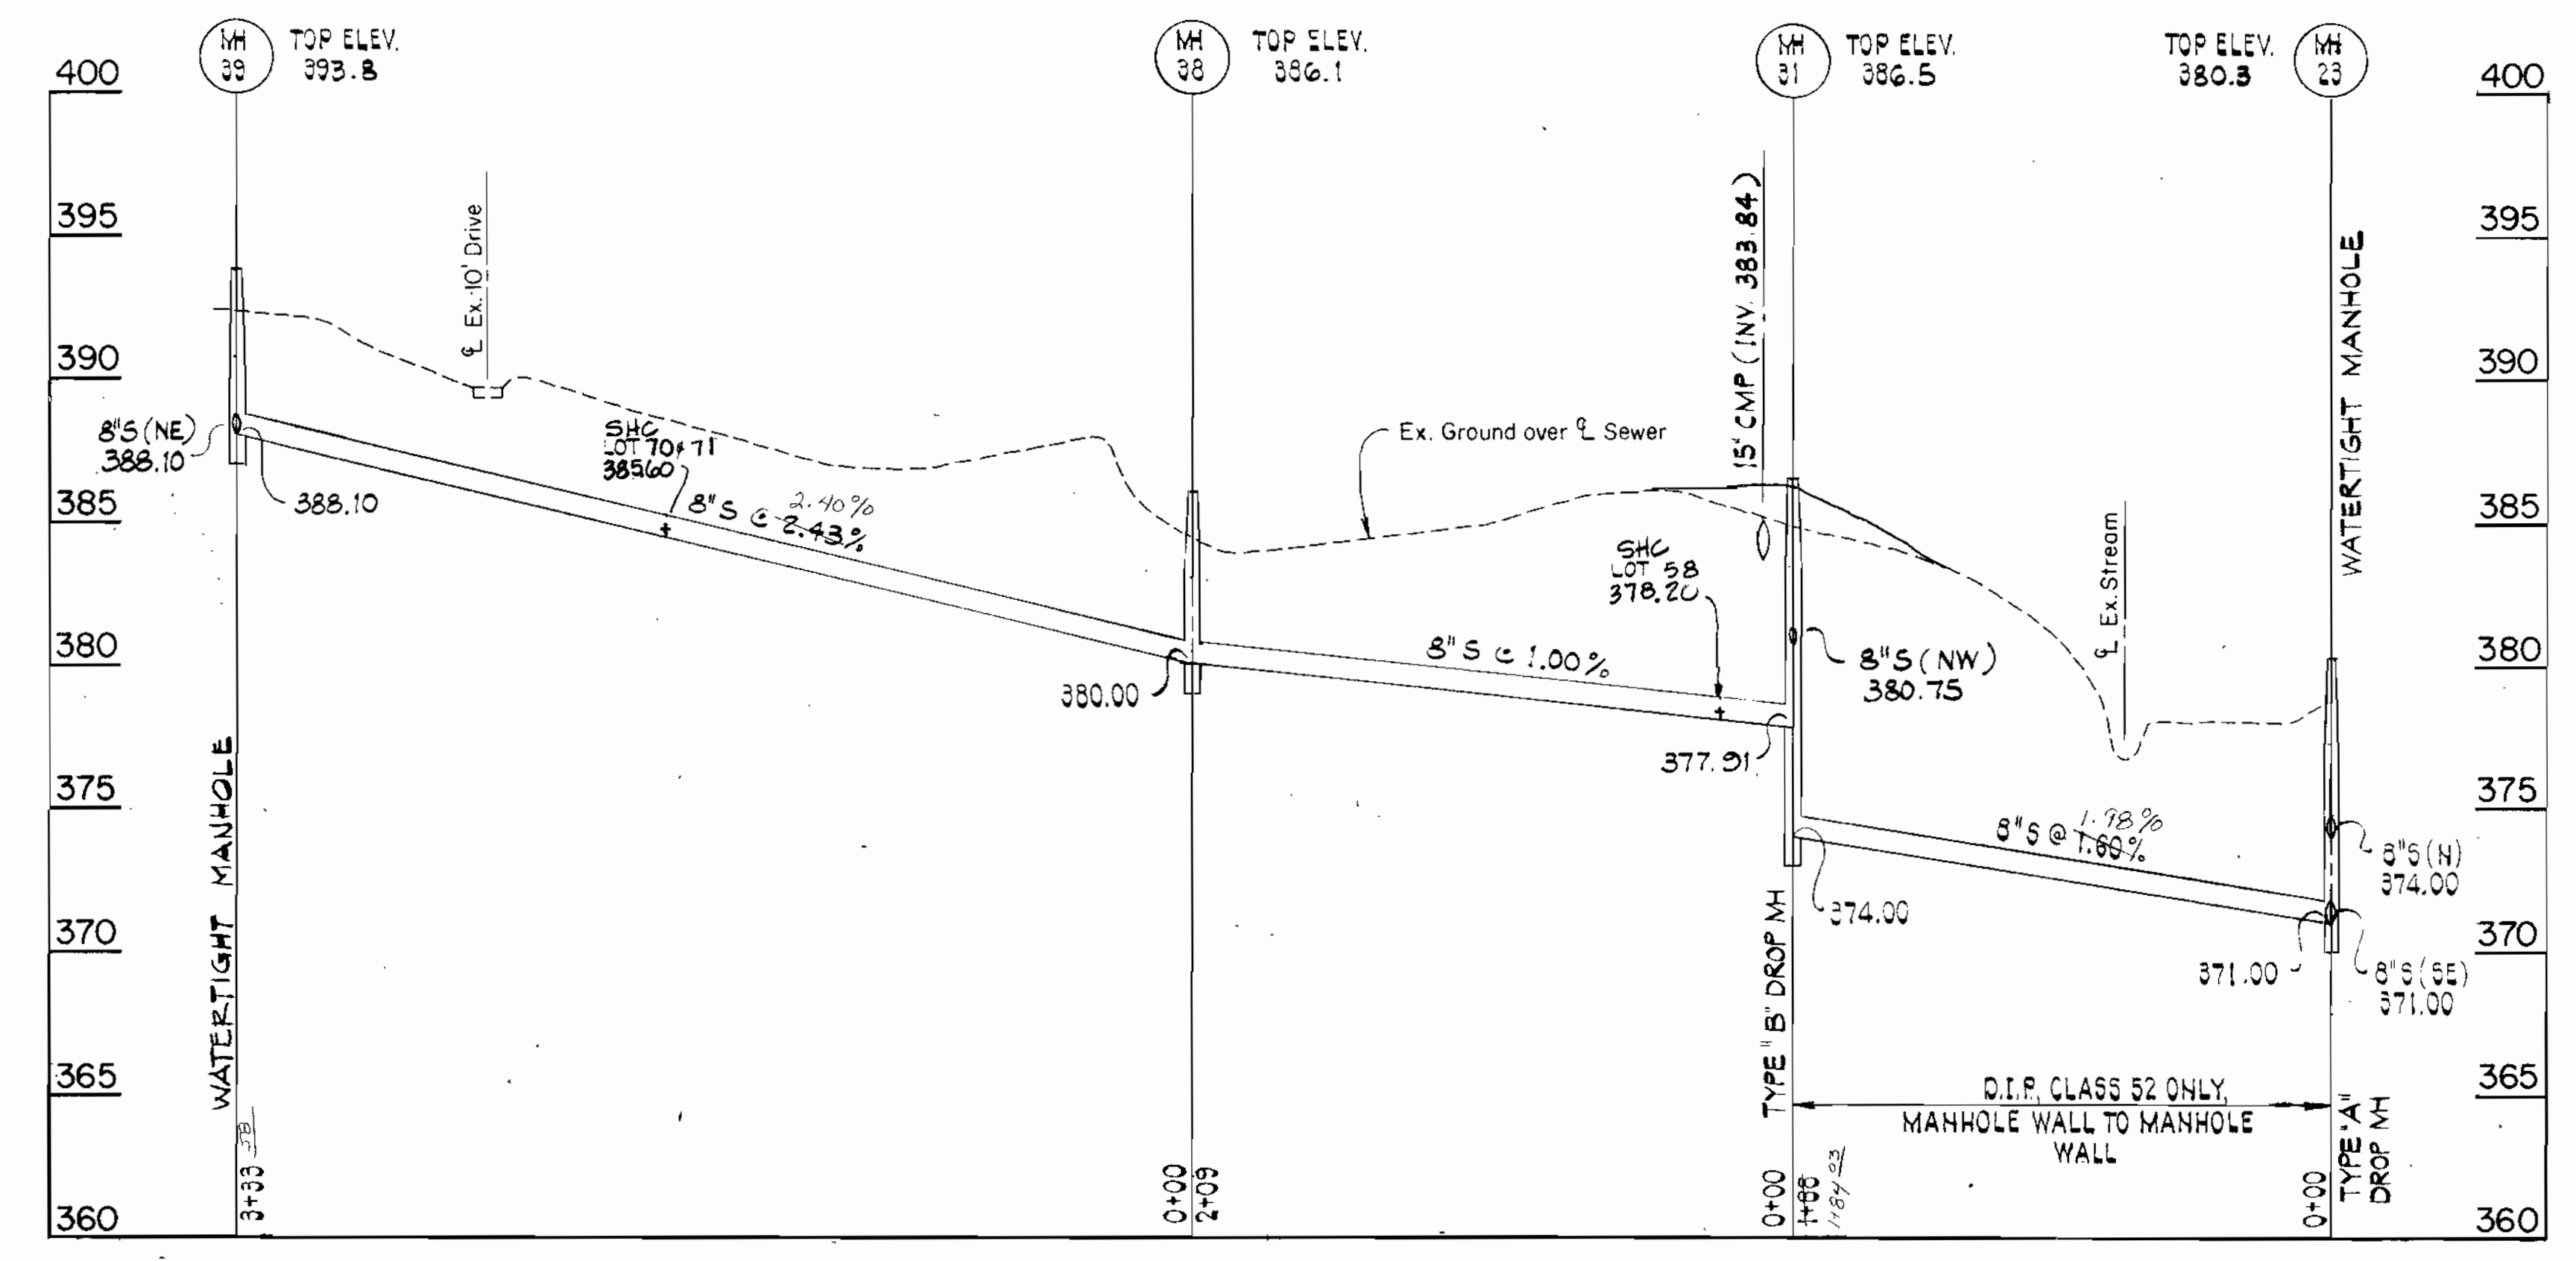 MH
39
TOP ELEV.
393.8
MH
38
TOP ELEV.
386.1
MH
31
TOP ELEV.
386.5
TOP ELEV.
380.3
MH
23
400
395
390
385
380
375
370
365
360
400
395
390
385
380
375
370
365
360
℄ Ex. 10' Drive
8"S (NE)
388.10
388.10
SHC
LOT 70 & 71
385.60
8" S @ 2.43%
2.40%
380.00
Ex. Ground over ℄ Sewer
8" S @ 1.00%
SHC
LOT 58
378.20
15" CMP (INV. 383.84)
8"S (NW)
380.75
377.91
374.00
℄ Ex. Stream
8"S @ 1.60%
1.98%
8"S (N)
374.00
371.00
8"S (SE)
371.00
WATERTIGHT MANHOLE
WATERTIGHT MANHOLE
TYPE "B" DROP MH
TYPE "A"
DROP MH
D.I.P., CLASS 52 ONLY,
MANHOLE WALL TO MANHOLE
WALL
3+33
0+00
2+09
0+00
1+88
1+84 03
0+00